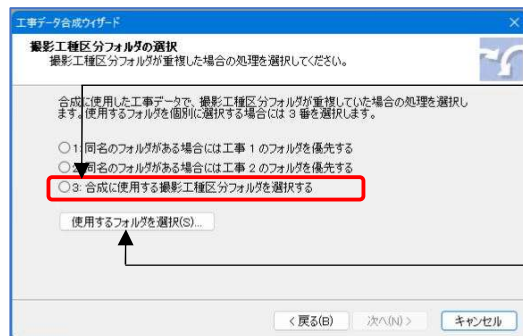 工事データ合成ウィザード
撮影工種区分フォルダの選択
撮影工種区分フォルダが重複した場合の処理を選択してください。
合成に使用した工事データで、撮影工種区分フォルダが重複していた場合の処理を選択し
ます。使用するフォルダを個別に選択する場合には 3 番を選択します。
1: 同名のフォルダがある場合には工事 1 のフォルダを優先する
2: 同名のフォルダがある場合には工事 2 のフォルダを優先する
3: 合成に使用する撮影工種区分フォルダを選択する
使用するフォルダを選択(S)...
< 戻る(B)
次へ(N) >
キャンセル